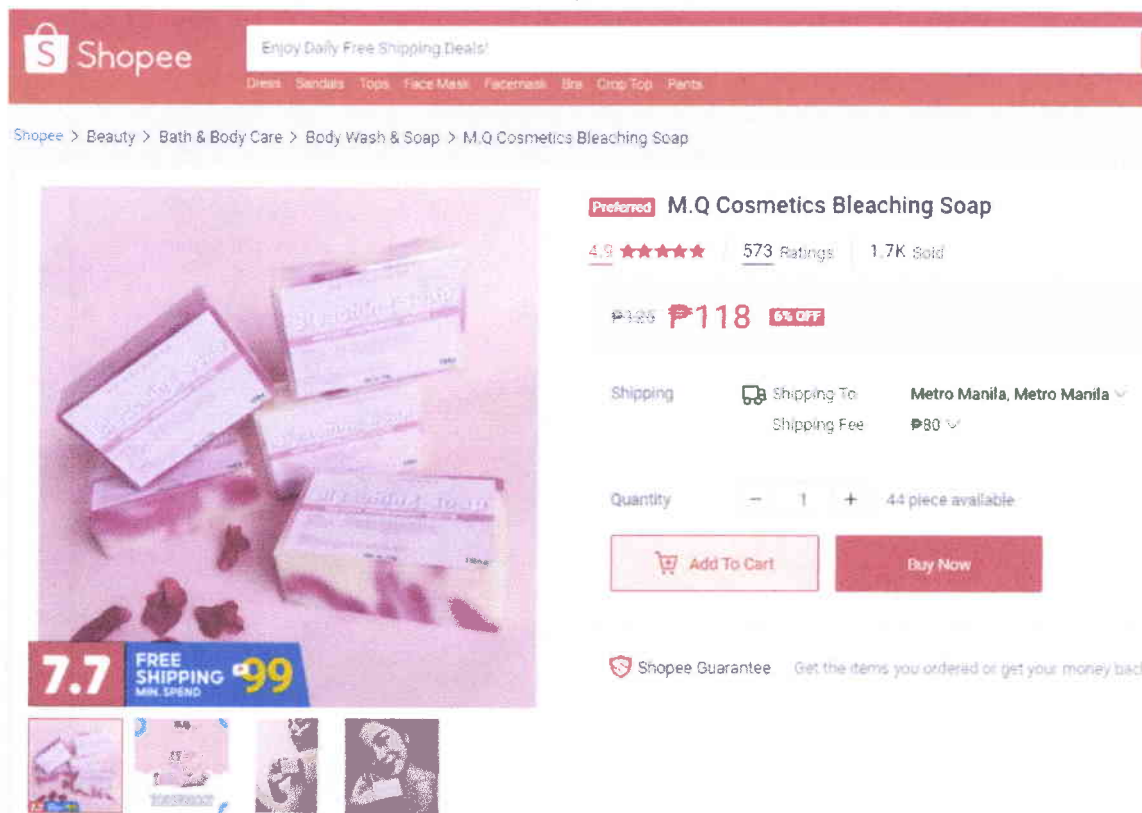 Shopee
Enjoy Daily Free Shipping Deals!
Dress Sandals Tops Face Mask Facemask Bra Crop Top Pants
Shopee > Beauty > Bath & Body Care > Body Wash & Soap > M.Q Cosmetics Bleaching Soap
Preferred M.Q Cosmetics Bleaching Soap
4.9 573 Ratings 1.7K Sold
₱125 ₱118 6% OFF
Shipping Shipping To Metro Manila, Metro Manila
Shipping Fee ₱80
Quantity − 1 + 44 piece available
Add To Cart Buy Now
Shopee Guarantee Get the items you ordered or get your money back
7.7 FREE SHIPPING MIN. SPEND ₱99